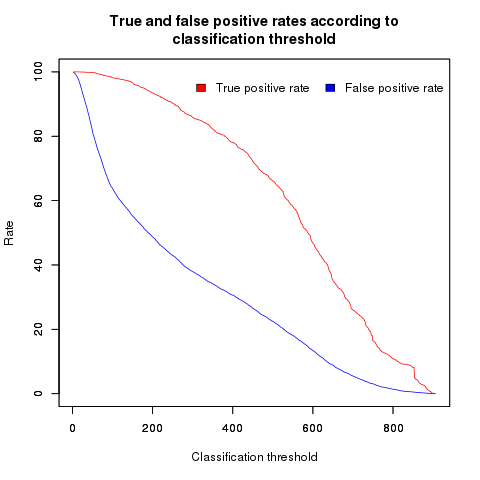 True and false positive rates according to
classification threshold
True positive rate
False positive rate
Rate
100
80
60
40
20
0
0
200
400
600
800
Classification threshold